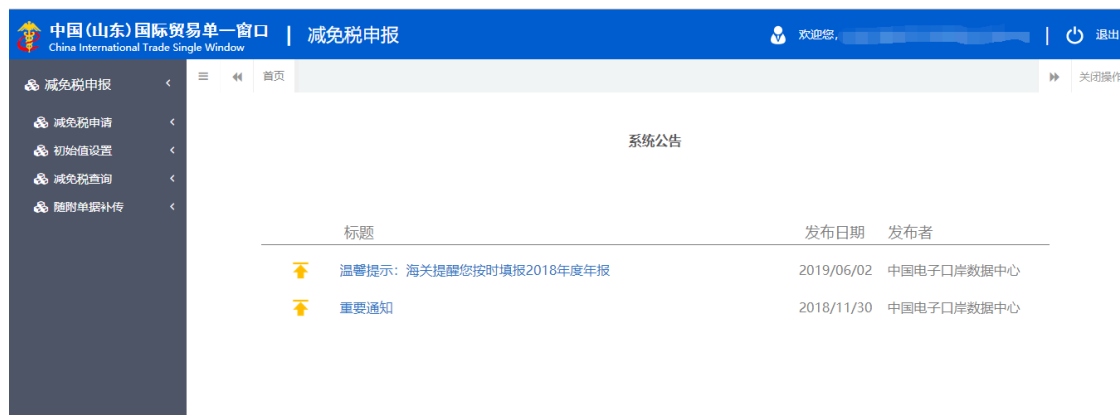 中国(山东)国际贸易单一窗口 | 减免税申报 欢迎您, | 退出
China International Trade Single Window
减免税申报 首页 关闭操作
减免税申请
初始值设置
减免税查询
随附单据补传
系统公告
标题 发布日期 发布者
温馨提示：海关提醒您按时填报2018年度年报 2019/06/02 中国电子口岸数据中心
重要通知 2018/11/30 中国电子口岸数据中心